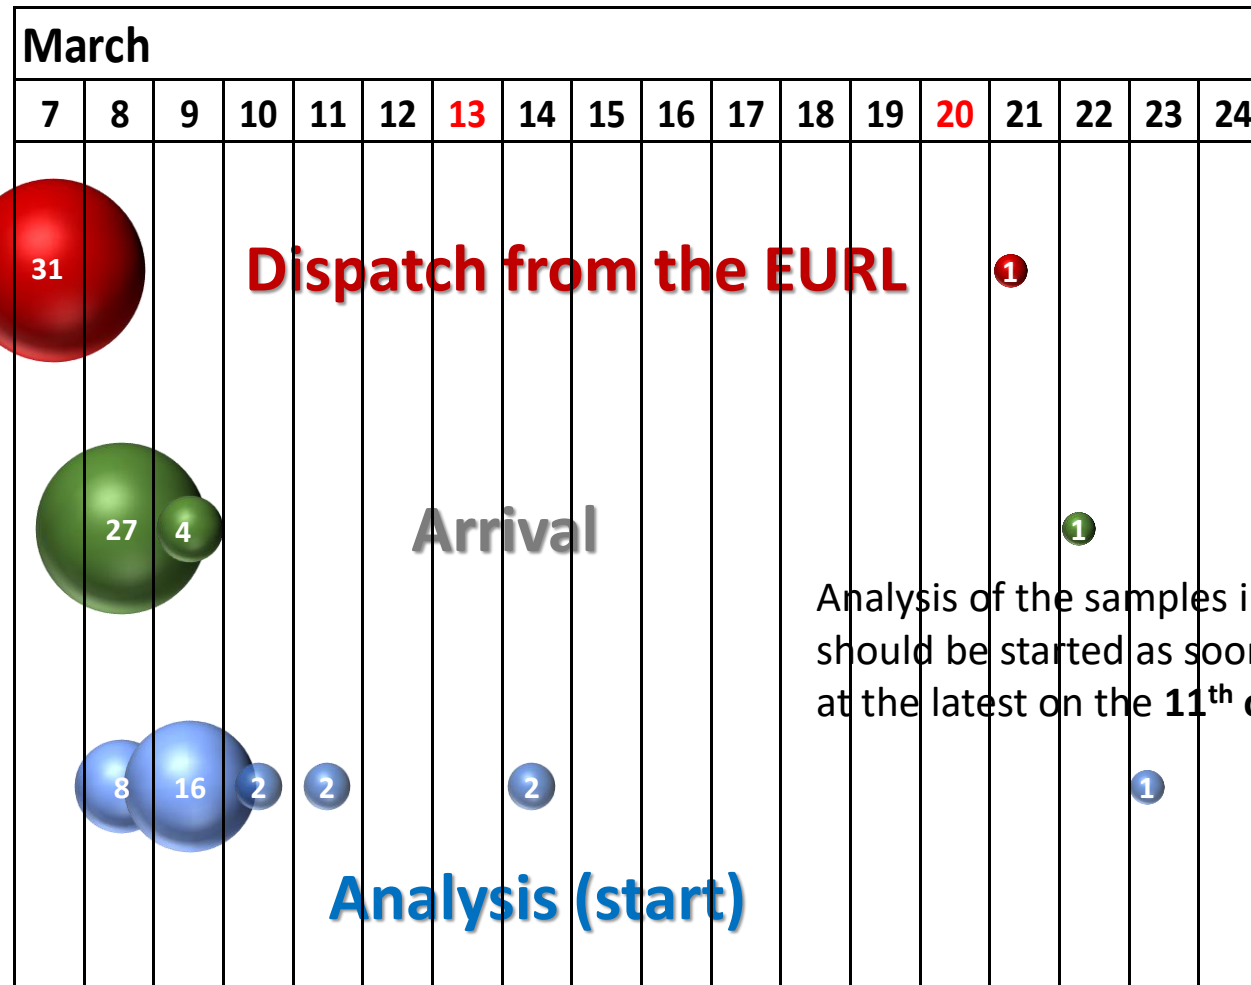 March
7 8 9 10 11 12 13 14 15 16 17 18 19 20 21 22 23 24
31 Dispatch from the EURL 1
27 4 Arrival 1
Analysis of the samples i
should be started as soon
at the latest on the 11th
8 16 2 2 2 1
Analysis (start)